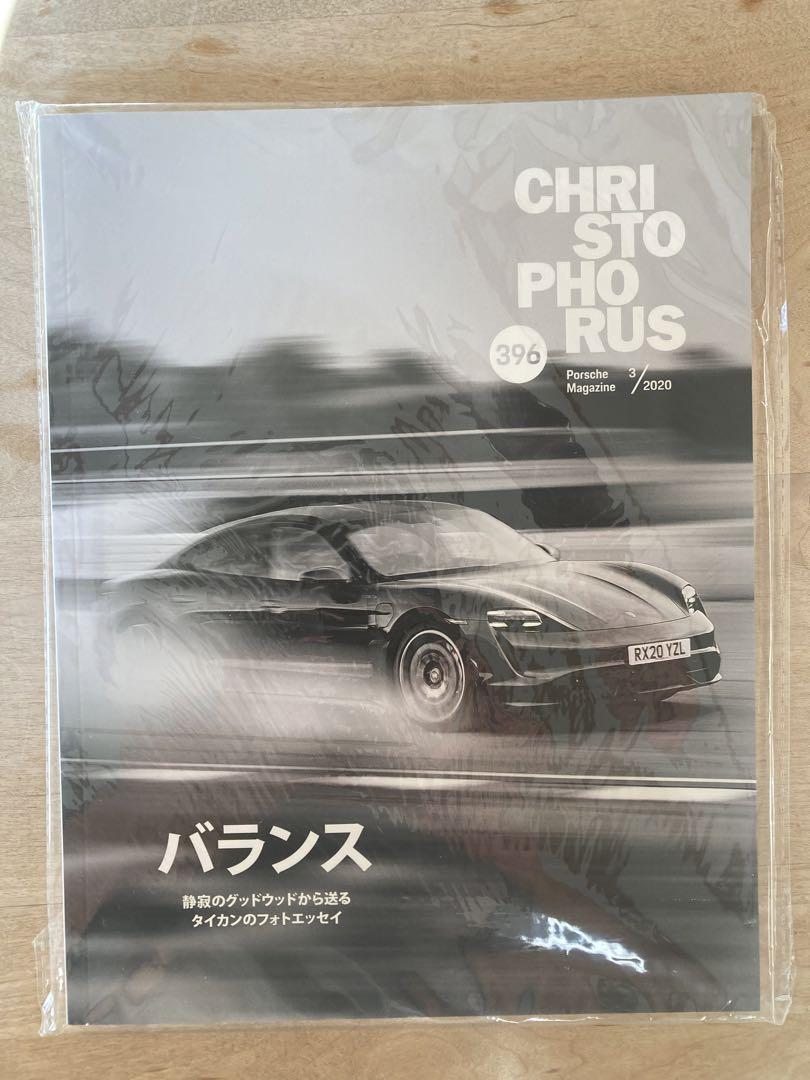 CHRI
STO
PHO
RUS
396
Porsche
Magazine
3/2020
RX20 YZL
バランス
静寂のグッドウッドから送る
タイカンのフォトエッセイ